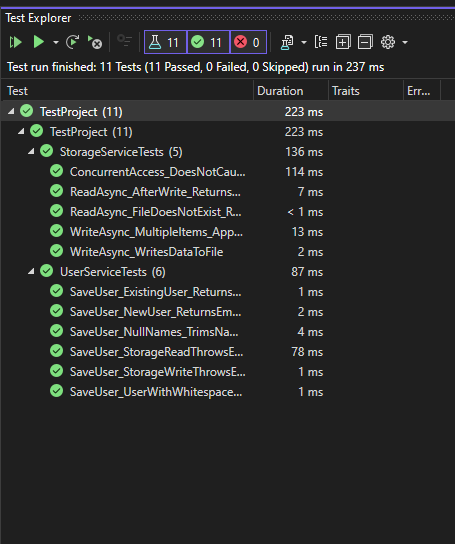 Test Explorer
11 11 0
Test run finished: 11 Tests (11 Passed, 0 Failed, 0 Skipped) run in 237 ms
Test Duration Traits Err...
TestProject (11) 223 ms
TestProject (11) 223 ms
StorageServiceTests (5) 136 ms
ConcurrentAccess_DoesNotCau... 114 ms
ReadAsync_AfterWrite_Returns... 7 ms
ReadAsync_FileDoesNotExist_R... < 1 ms
WriteAsync_MultipleItems_App... 13 ms
WriteAsync_WritesDataToFile 2 ms
UserServiceTests (6) 87 ms
SaveUser_ExistingUser_Returns... 1 ms
SaveUser_NewUser_ReturnsEm... 2 ms
SaveUser_NullNames_TrimsNa... 4 ms
SaveUser_StorageReadThrowsE... 78 ms
SaveUser_StorageWriteThrowsE... 1 ms
SaveUser_UserWithWhitespace... 1 ms